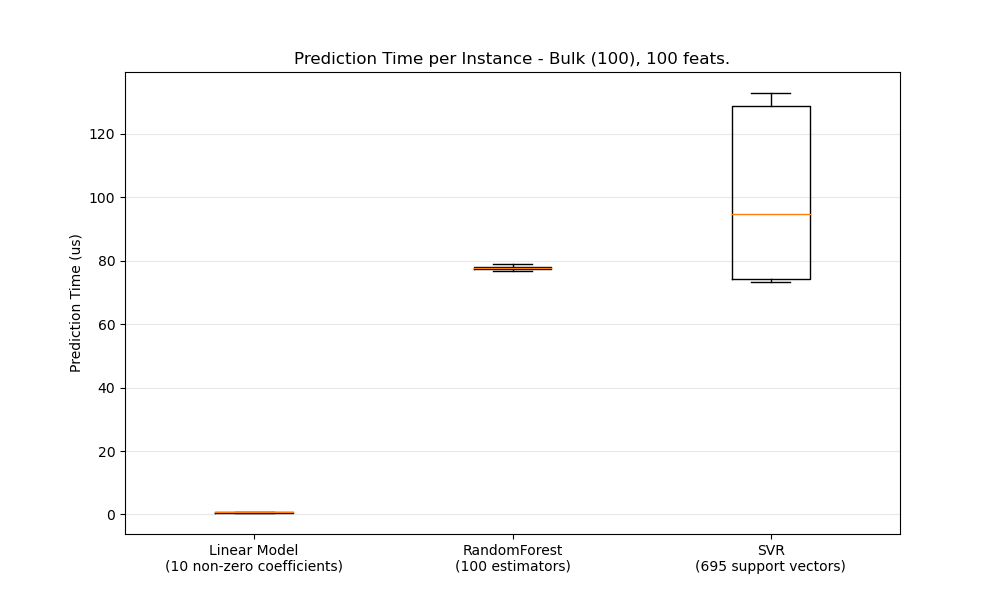 Prediction Time per Instance - Bulk (100), 100 feats.
Prediction Time (us)
120
100
80
60
40
20
0
Linear Model
(10 non-zero coefficients)
RandomForest
(100 estimators)
SVR
(695 support vectors)